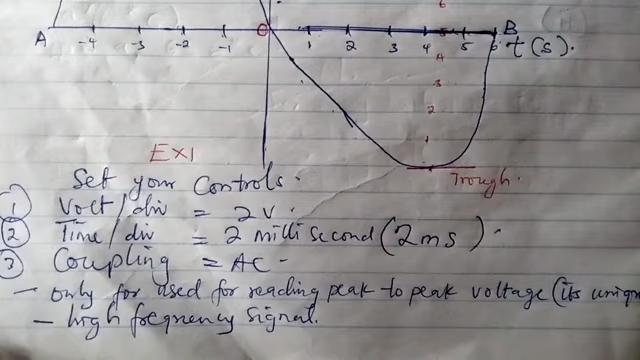 6
A -4 -3 -2 -1 0 1 2 3 4 5 6 B t(s).
5
4
3
2
1
EX1
Trough.
Set your Controls.
1 Volt/div = 2V.
2 Time/div = 2 milli second (2ms).
3 Coupling = AC -
- only for used for reading peak-to peak voltage (its uniq
- high frequency signal.